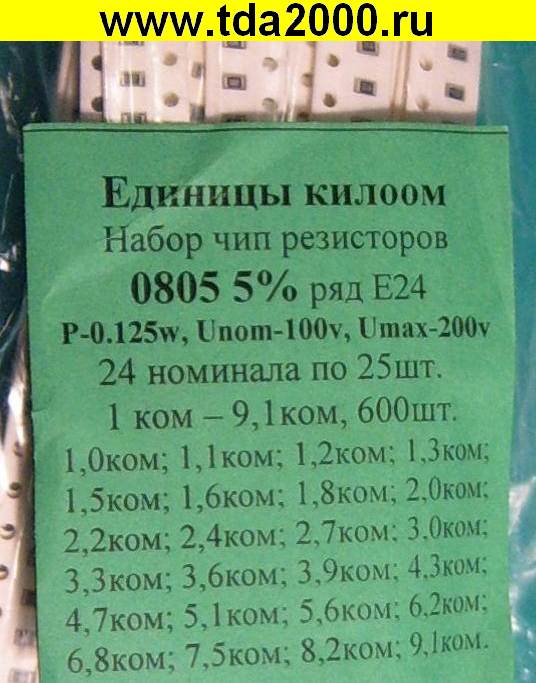 www.tda2000.ru
Единицы килоом
Набор чип резисторов
0805 5% ряд E24
P-0.125w, Unom-100v, Umax-200v
24 номинала по 25шт.
1 ком – 9,1ком, 600шт.
1,0ком; 1,1ком; 1,2ком; 1,3ком;
1,5ком; 1,6ком; 1,8ком; 2,0ком;
2,2ком; 2,4ком; 2,7ком; 3,0ком;
3,3ком; 3,6ком; 3,9ком; 4,3ком;
4,7ком; 5,1ком; 5,6ком; 6,2ком;
6,8ком; 7,5ком; 8,2ком; 9,1ком.